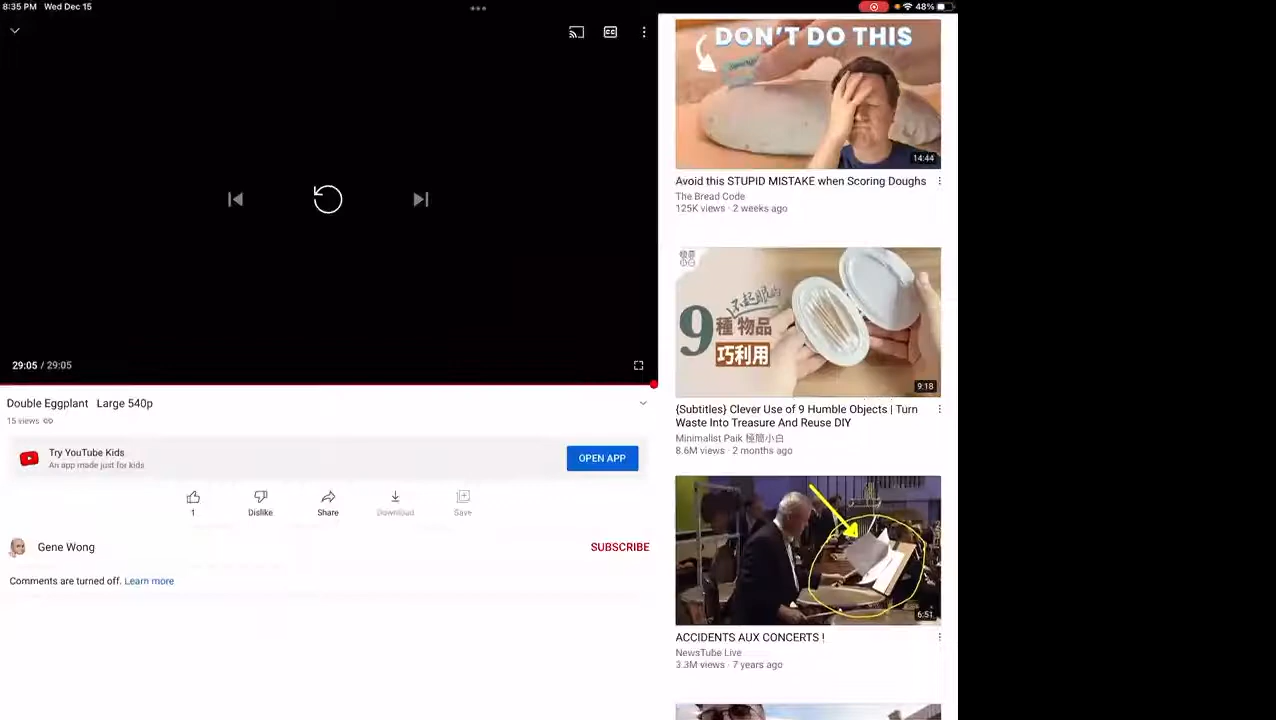 8:35 PM Wed Dec 15
48%
CC
29:05 / 29:05
Double Eggplant Large 540p
15 views
Try YouTube Kids
An app made just for kids
OPEN APP
1
Dislike
Share
Download
Save
Gene Wong
SUBSCRIBE
Comments are turned off. Learn more
DON'T DO THIS
14:44
Avoid this STUPID MISTAKE when Scoring Doughs
The Bread Code
125K views · 2 weeks ago
不起眼的
9種物品
巧利用
9:18
{Subtitles} Clever Use of 9 Humble Objects | Turn
Waste Into Treasure And Reuse DIY
Minimalist Paik 極簡小白
8.6M views · 2 months ago
6:51
ACCIDENTS AUX CONCERTS !
NewsTube Live
3.3M views · 7 years ago